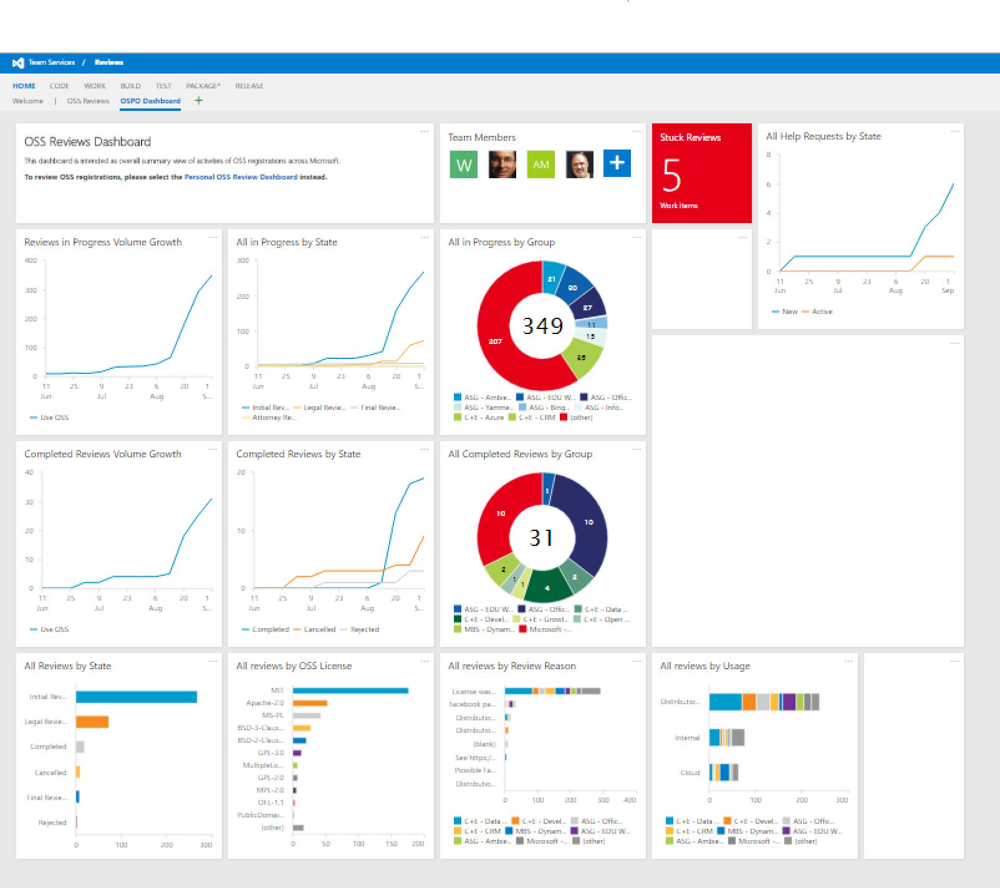 Team Services / Reviews
HOME CODE WORK BUILD TEST PACKAGE* RELEASE
Welcome | OSS Reviews OSPO Dashboard +
OSS Reviews Dashboard
This dashboard is intended as overall summary view of activities of OSS registrations across Microsoft.
To review OSS registrations, please select the Personal OSS Review Dashboard instead.
Team Members
W AM +
Stuck Reviews
5
Work items
All Help Requests by State
8
6
4
2
0
11 25 9 23 6 20 1
Jun Jul Aug Sep
New Active
Reviews in Progress Volume Growth
400
300
200
100
0
11 25 9 23 6 20 1
Jun Jul Aug S...
Use OSS
All in Progress by State
300
200
100
0
11 25 9 23 6 20 1
Jun Jul Aug S...
Initial Rev... Legal Revie... Final Revie...
Attorney Re...
All in Progress by Group
21
27
11
207
349
ASG - Ambie... ASG - EDU W... ASG - Offic...
ASG - Yamme... ASG - Bing... ASG - Info...
C+E - Azure C+E - CRM (other)
Completed Reviews Volume Growth
40
30
20
10
0
11 25 9 23 6 20 1
Jun Jul Aug S...
Use OSS
Completed Reviews by State
20
10
0
11 25 9 23 6 20 1
Jun Jul Aug S...
Completed Cancelled Rejected
All Completed Reviews by Group
1
10 10
31
2 1 1 4 2
ASG - EDU W... ASG - Offic... C+E - Data ...
C+E - Devel... C+E - Growt... C+E - Open ...
MBS - Dynam... Microsoft -...
All Reviews by State
Initial Rev...
Legal Revie...
Completed
Cancelled
Final Revie...
Rejected
0 100 200 300
All reviews by OSS License
MIT
Apache-2.0
MS-PL
BSD-3-Claus...
BSD-2-Claus...
GPL-3.0
MultipleLic...
GPL-2.0
MPL-2.0
OFL-1.1
PublicDomai...
(other)
0 50 100 150 200
All reviews by Review Reason
License was...
Facebook pa...
Distributio...
Distributio...
(blank)
See https:/...
Possible Fa...
Distributio...
0 100 200 300 400
C+E - Data ... C+E - Devel... ASG - Offic...
C+E - CRM MBS - Dynam... ASG - EDU W...
ASG - Ambie... Microsoft -... (other)
All reviews by Usage
Distributio...
Internal
Cloud
0 100 200 300
C+E - Data ... C+E - Devel... ASG - Offic...
C+E - CRM MBS - Dynam... ASG - EDU W...
ASG - Ambie... Microsoft -... (other)